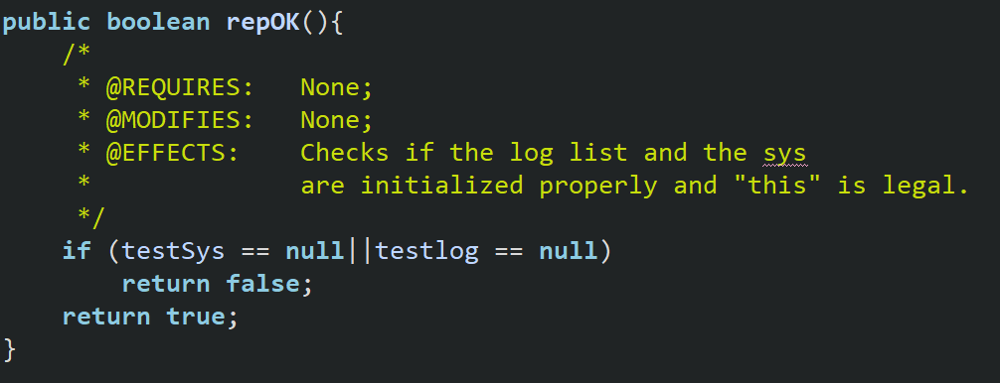 public boolean repOK(){
    /*
     * @REQUIRES:   None;
     * @MODIFIES:   None;
     * @EFFECTS:    Checks if the log list and the sys
     *              are initialized properly and "this" is legal.
     */
    if (testSys == null||testlog == null)
        return false;
    return true;
}